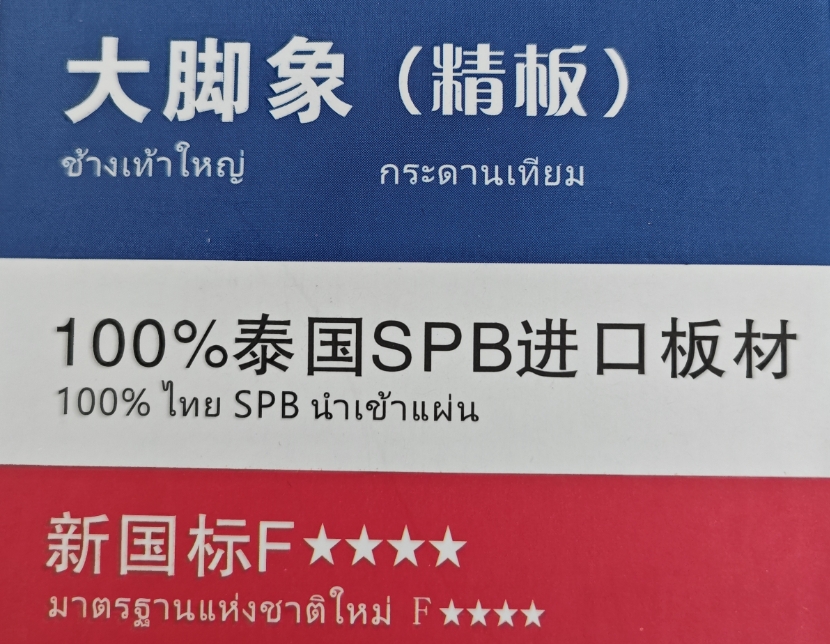 大脚象（精板）
ช้างเท้าใหญ่ กระดานเทียม
100%泰国SPB进口板材
100% ไทย SPB นำเข้าแผ่น
新国标F★★★★
มาตรฐานแห่งชาติใหม่ F★★★★